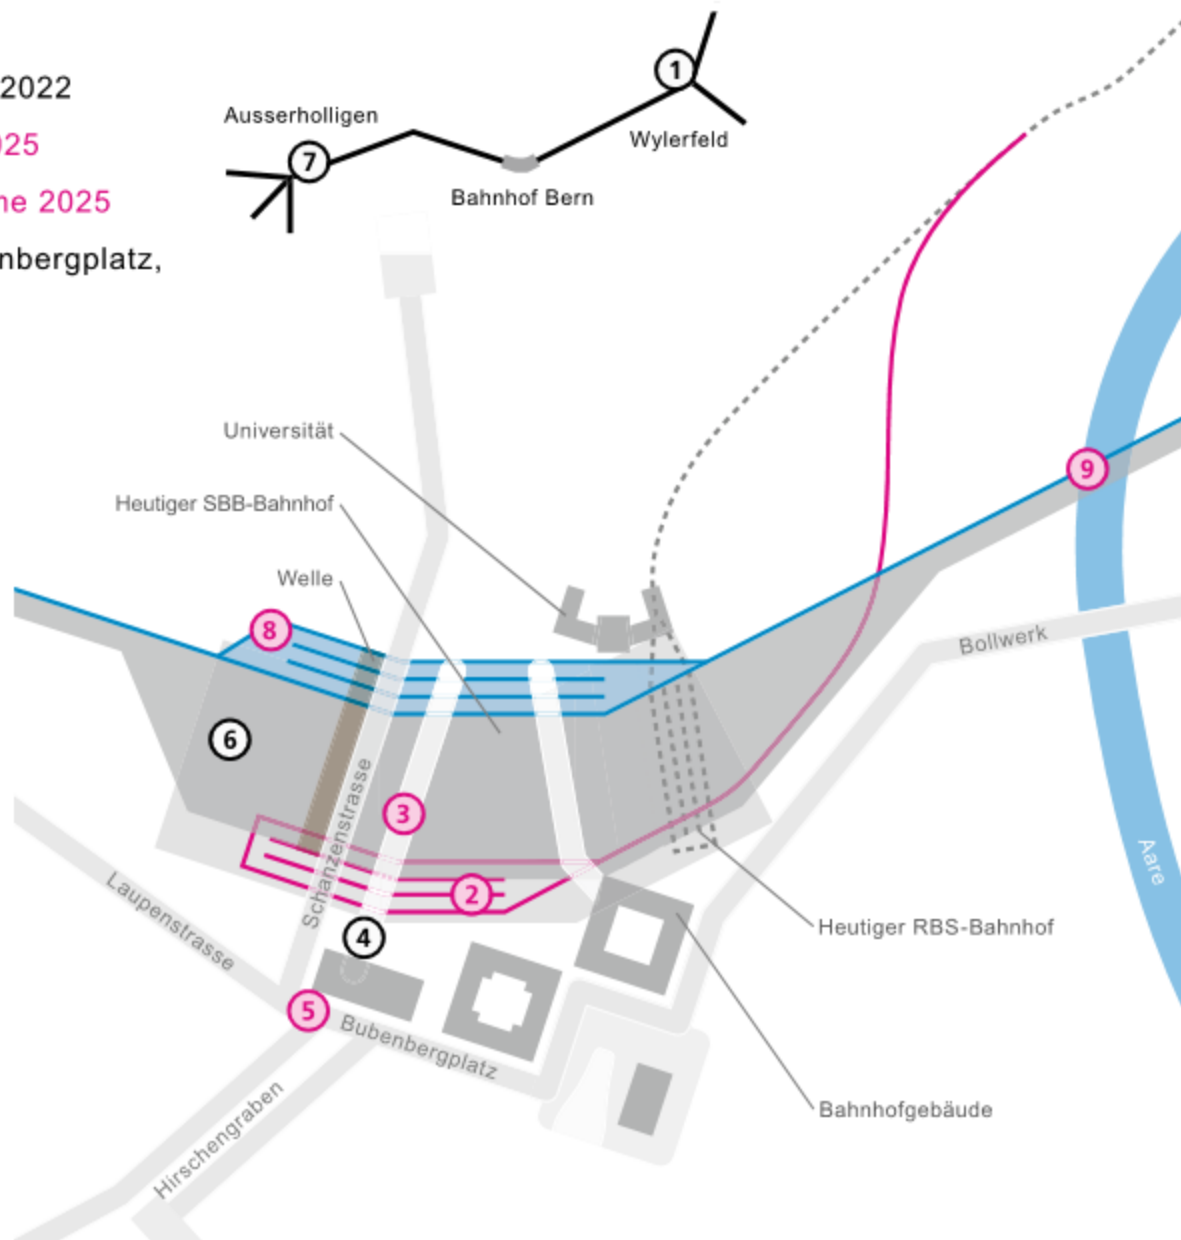 2022
025
ne 2025
nbergplatz,
1
Ausserholligen
7
Wylerfeld
Bahnhof Bern
Universität
9
Heutiger SBB-Bahnhof
Welle
8
Bollwerk
6
Schanzenstrasse
3
Aare
Laupenstrasse
2
Heutiger RBS-Bahnhof
4
5
Bubenbergplatz
Hirschengraben
Bahnhofgebäude